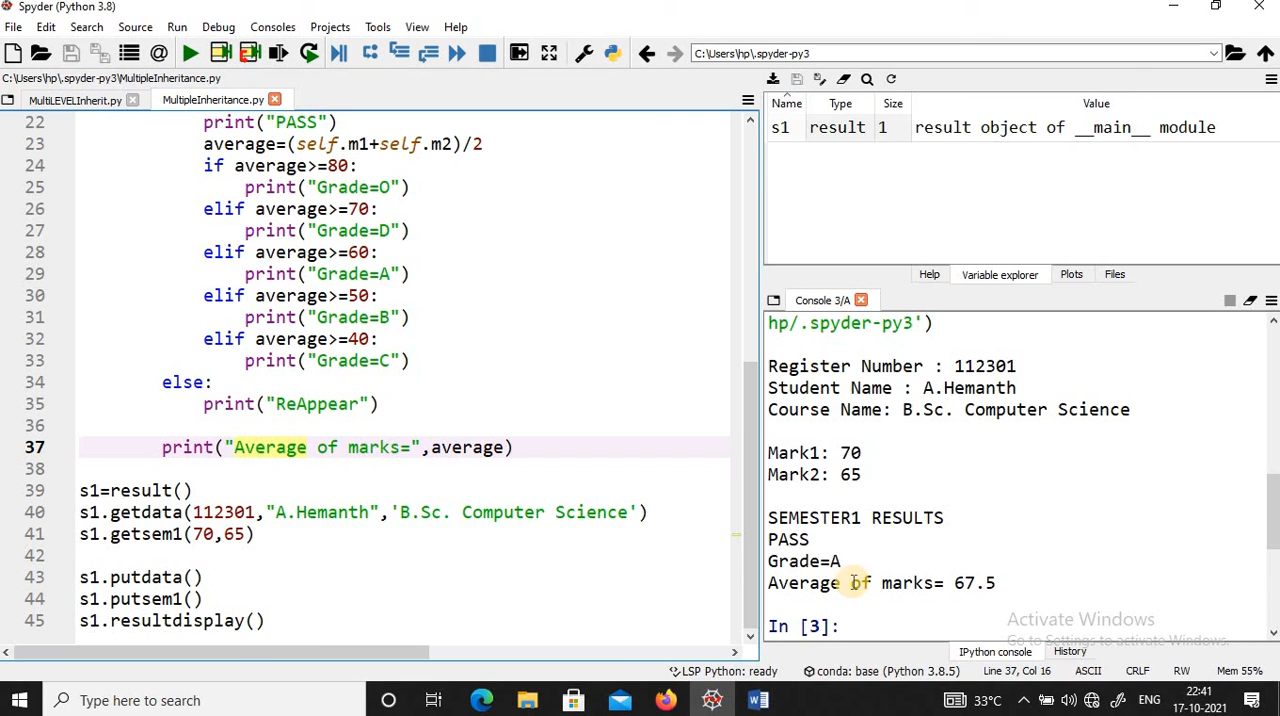 Spyder (Python 3.8)
File Edit Search Source Run Debug Consoles Projects Tools View Help
C:\Users\hp\.spyder-py3
C:\Users\hp\.spyder-py3\MultipleInheritance.py
MultiLEVELInherit.py MultipleInheritance.py
22 print("PASS")
23 average=(self.m1+self.m2)/2
24 if average>=80:
25 print("Grade=O")
26 elif average>=70:
27 print("Grade=D")
28 elif average>=60:
29 print("Grade=A")
30 elif average>=50:
31 print("Grade=B")
32 elif average>=40:
33 print("Grade=C")
34 else:
35 print("ReAppear")
36
37 print("Average of marks=",average)
38
39 s1=result()
40 s1.getdata(112301,"A.Hemanth",'B.Sc. Computer Science')
41 s1.getsem1(70,65)
42
43 s1.putdata()
44 s1.putsem1()
45 s1.resultdisplay()
Name Type Size Value
s1 result 1 result object of __main__ module
Help Variable explorer Plots Files
Console 3/A
hp/.spyder-py3')
Register Number : 112301
Student Name : A.Hemanth
Course Name: B.Sc. Computer Science
Mark1: 70
Mark2: 65
SEMESTER1 RESULTS
PASS
Grade=A
Average of marks= 67.5
In [3]:
Activate Windows
Go to Settings to activate Windows.
IPython console History
LSP Python: ready conda: base (Python 3.8.5) Line 37, Col 16 ASCII CRLF RW Mem 55%
Type here to search
33°C ENG 22:41
17-10-2021